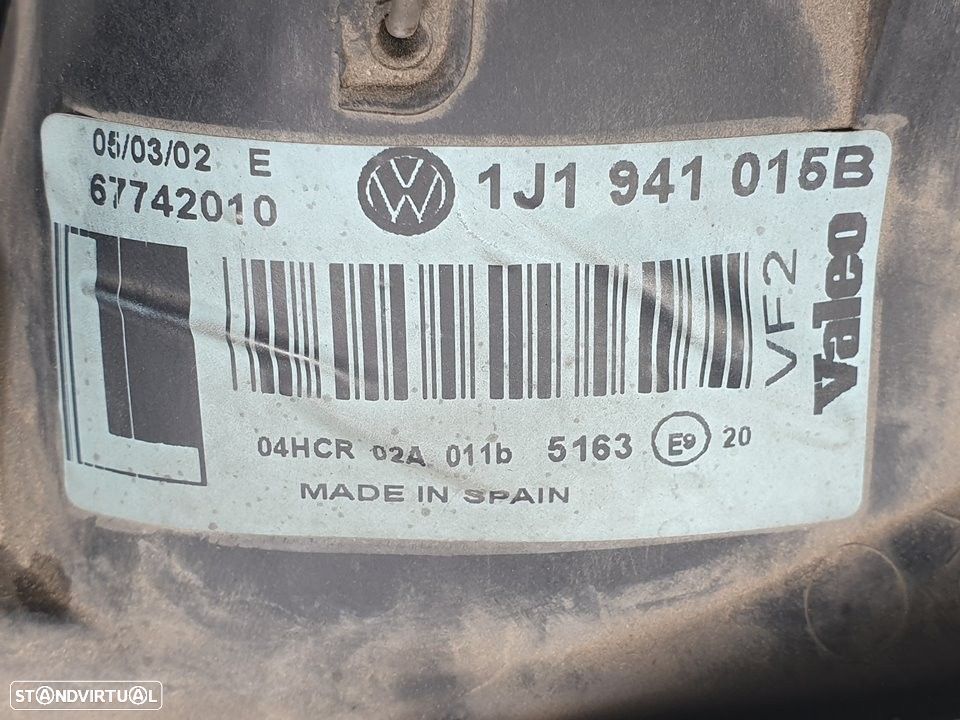 05/03/02 E
67742010
1J1 941 015B
VF2
Valeo
04HCR 02A 011b 5163 E9 20
MADE IN SPAIN
STANDVIRTUAL